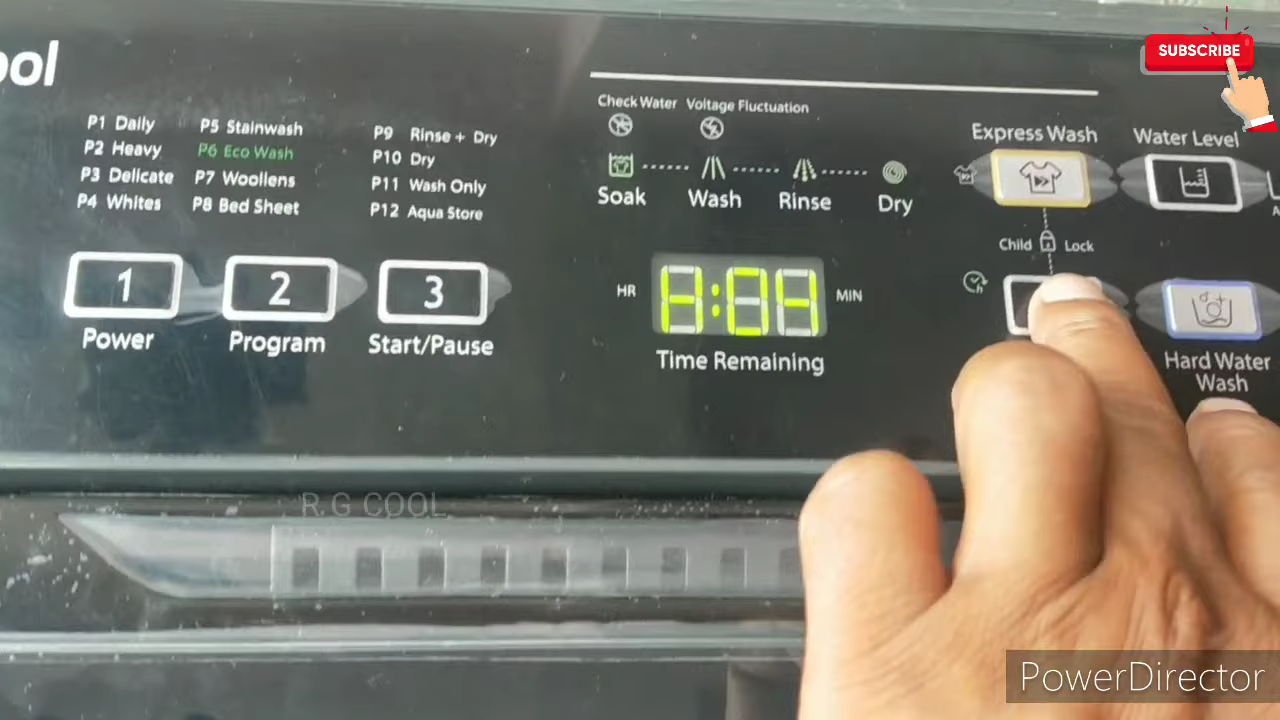 ool
SUBSCRIBE
P1 Daily
P2 Heavy
P3 Delicate
P4 Whites
P5 Stainwash
P6 Eco Wash
P7 Woollens
P8 Bed Sheet
P9 Rinse + Dry
P10 Dry
P11 Wash Only
P12 Aqua Store
Check Water Voltage Fluctuation
Soak Wash Rinse Dry
Express Wash
Water Level
Child Lock
1
Power
2
Program
3
Start/Pause
HR H:04 MIN
Time Remaining
h
Hard Water
Wash
R.G COOL
PowerDirector